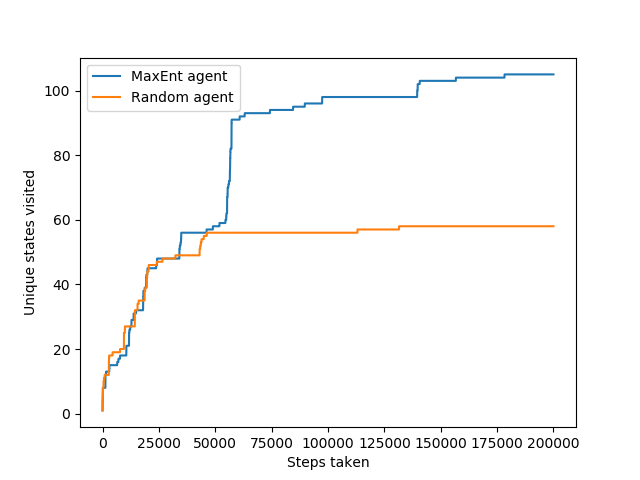 MaxEnt agent
Random agent
Unique states visited
100
80
60
40
20
0
0 25000 50000 75000 100000 125000 150000 175000 200000
Steps taken